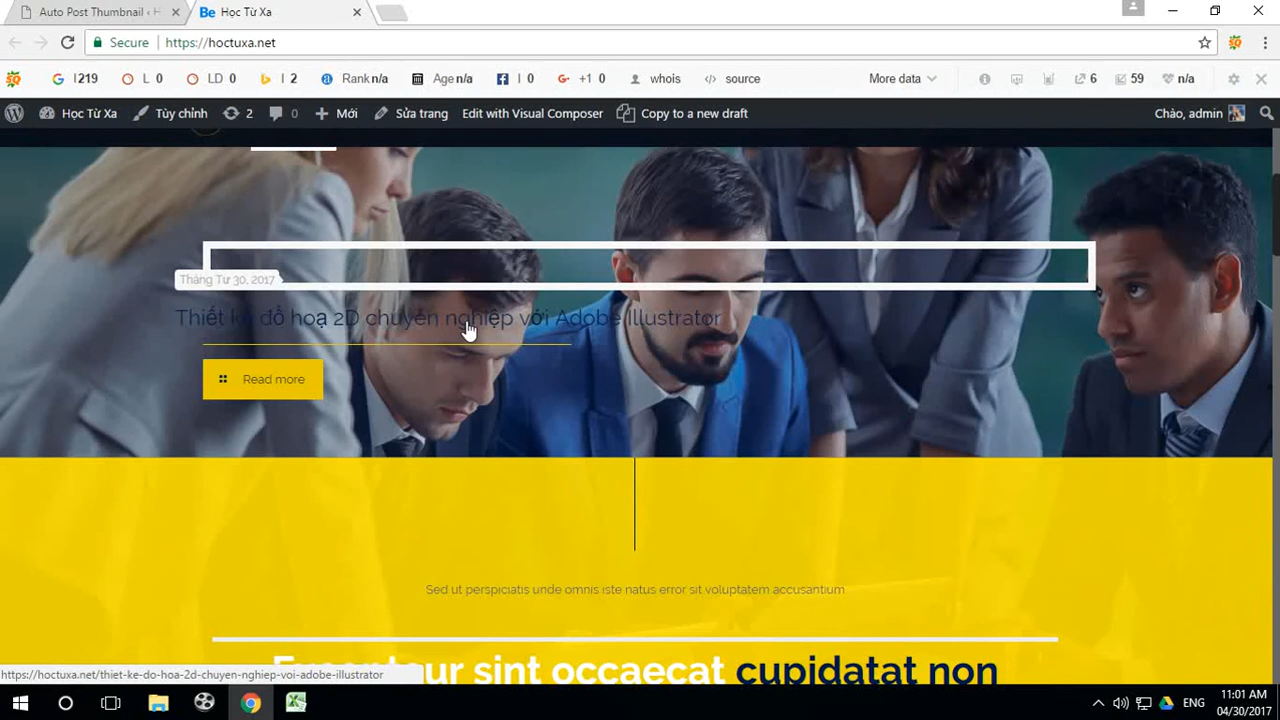 Auto Post Thumbnail ‹ H
Be Học Từ Xa
Secure https://hoctuxa.net
I 219 L 0 LD 0 I 2 Rank n/a Age n/a I 0 +1 0 whois source More data 6 59 n/a
Học Từ Xa Tùy chỉnh 2 0 Mới Sửa trang Edit with Visual Composer Copy to a new draft Chào, admin
Tháng Tư 30, 2017
Thiết kế đồ hoạ 2D chuyên nghiệp với Adobe Illustrator
Read more
Sed ut perspiciatis unde omnis iste natus error sit voluptatem accusantium
Excepteur sint occaecat cupidatat non
https://hoctuxa.net/thiet-ke-do-hoa-2d-chuyen-nghiep-voi-adobe-illustrator
ENG
11:01 AM
04/30/2017